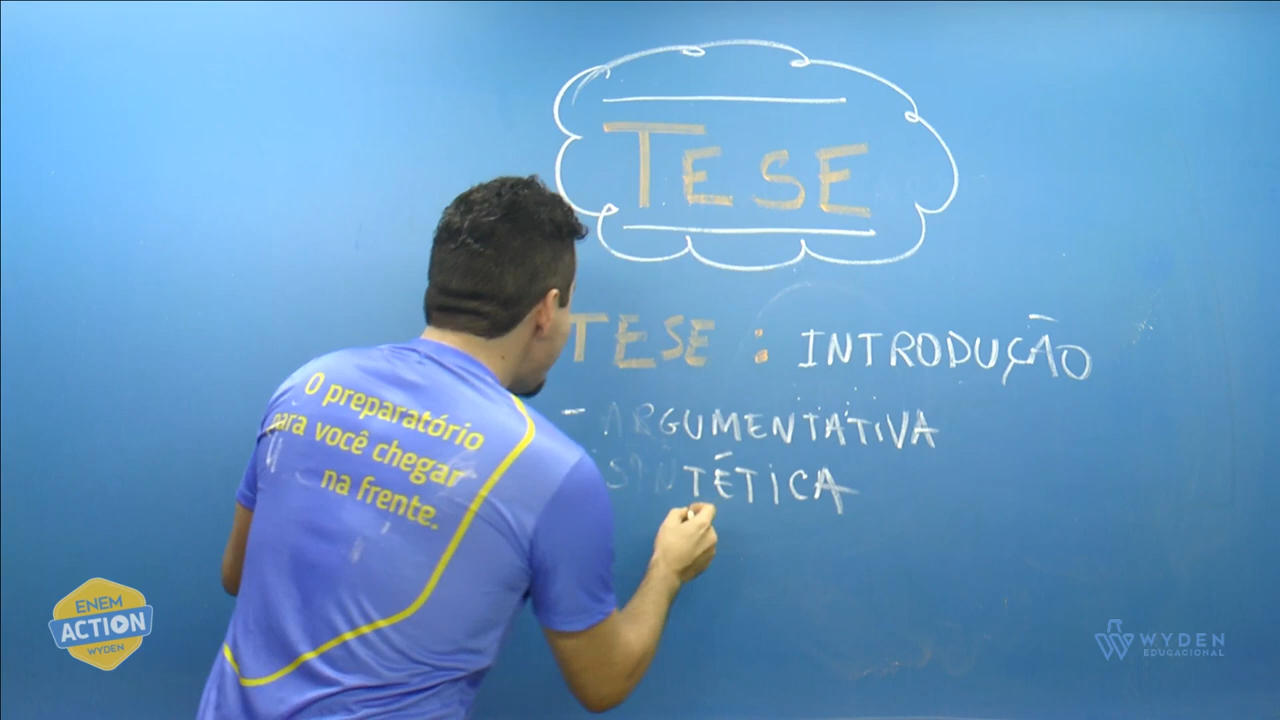 TESE
TESE : INTRODUÇÃO
- ARGUMENTATIVA
SINTÉTICA
O preparatório
para você chegar
na frente.
ENEM
ACTION
WYDEN
WYDEN
EDUCACIONAL